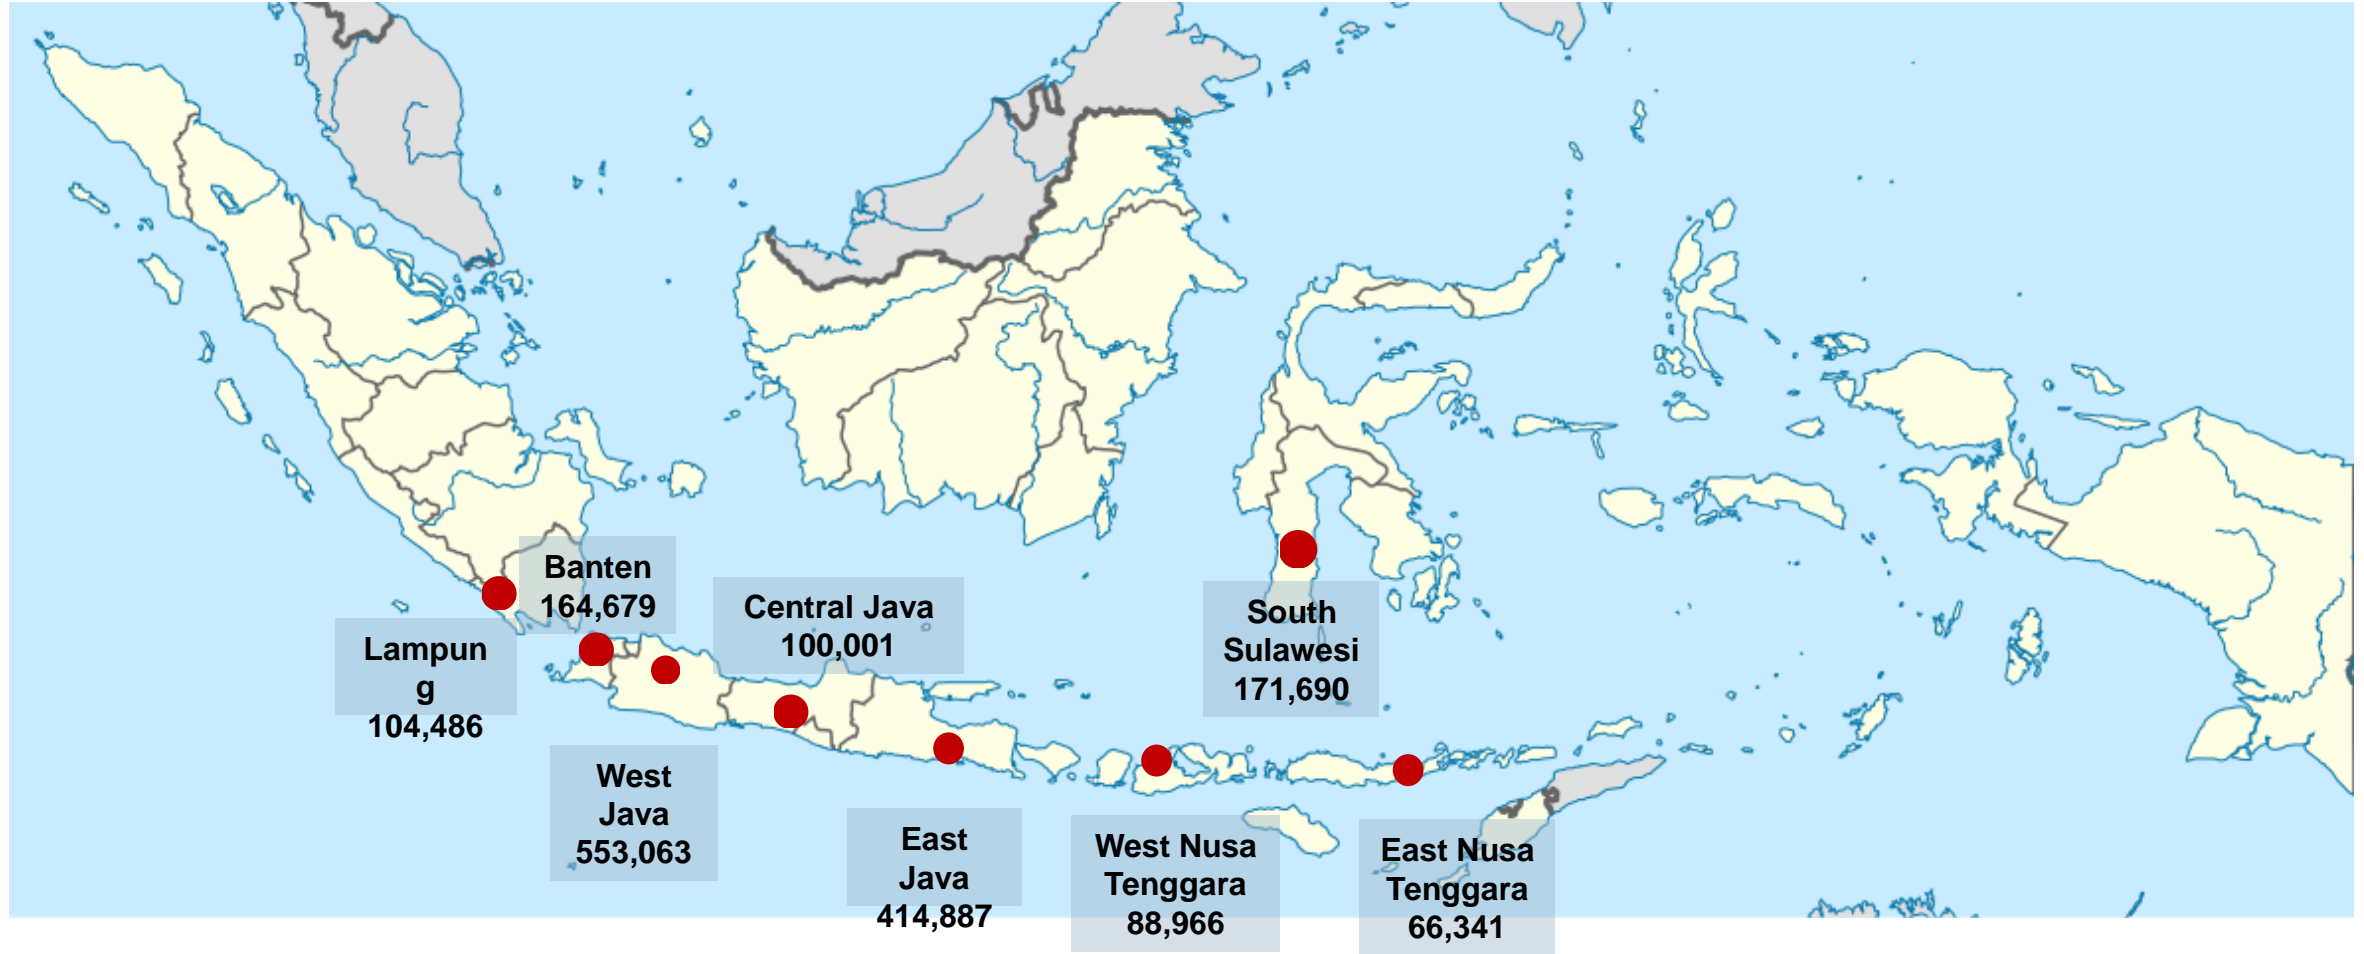 Banten
164,679
Lampun
g
104,486
Central Java
100,001
South
Sulawesi
171,690
West
Java
553,063
East
Java
414,887
West Nusa
Tenggara
88,966
East Nusa
Tenggara
66,341